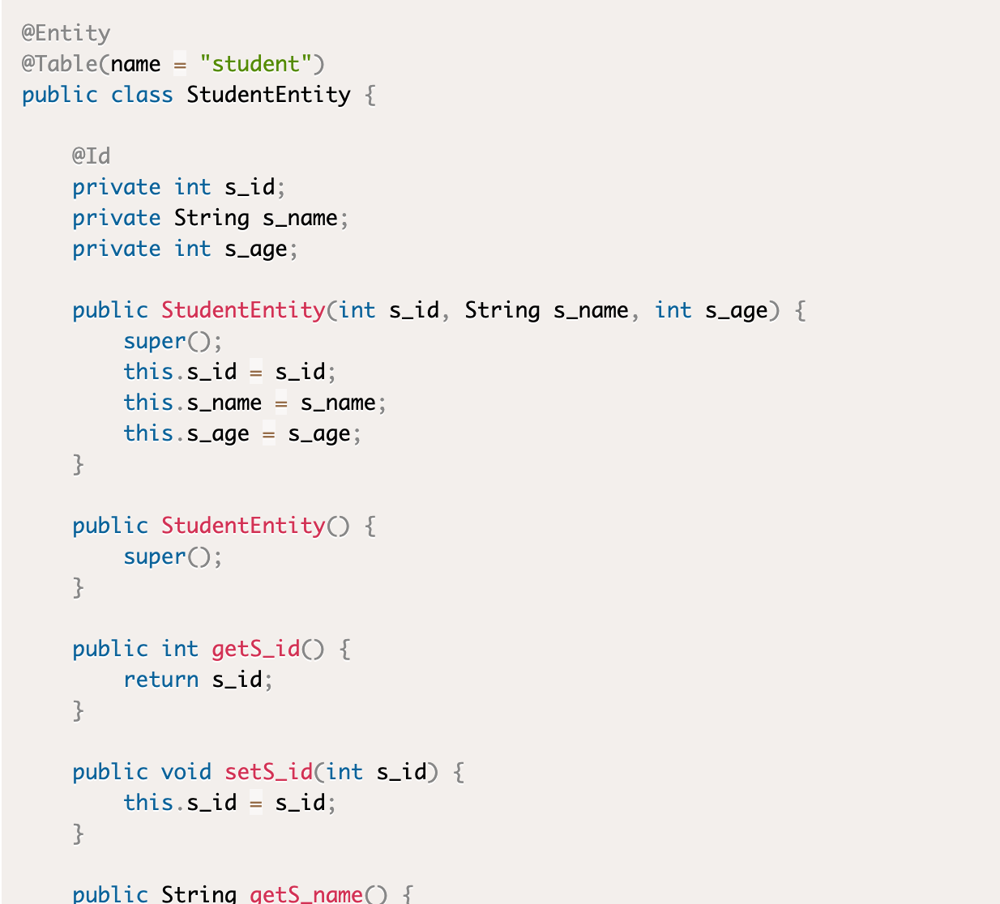 @Entity
@Table(name = "student")
public class StudentEntity {
@Id
private int s_id;
private String s_name;
private int s_age;
public StudentEntity(int s_id, String s_name, int s_age) {
super();
this.s_id = s_id;
this.s_name = s_name;
this.s_age = s_age;
}
public StudentEntity() {
super();
}
public int getS_id() {
return s_id;
}
public void setS_id(int s_id) {
this.s_id = s_id;
}
public String getS_name() {